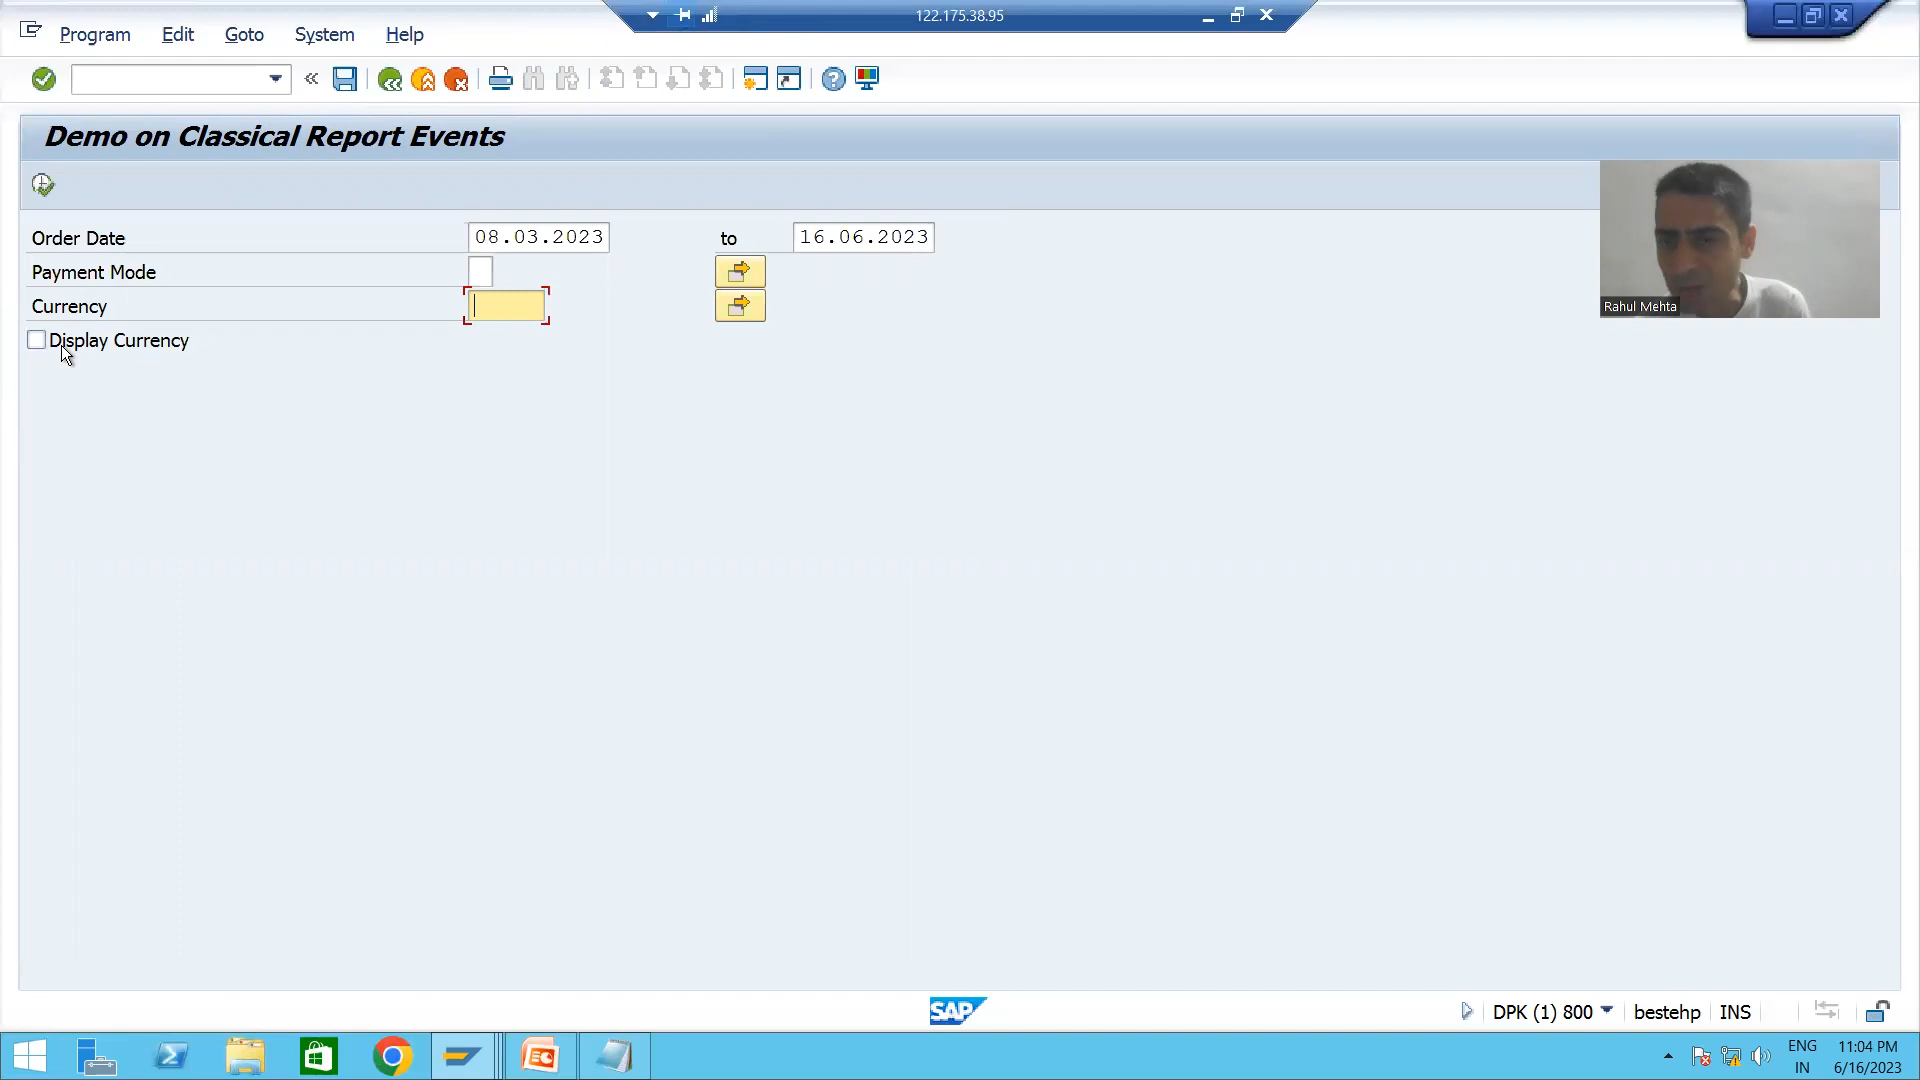 122.175.38.95
Program Edit Goto System Help
Demo on Classical Report Events
Order Date 08.03.2023 to 16.06.2023
Payment Mode
Currency
Display Currency
Rahul Mehta
SAP
DPK (1) 800 bestehp INS
ENG 11:04 PM
IN 6/16/2023